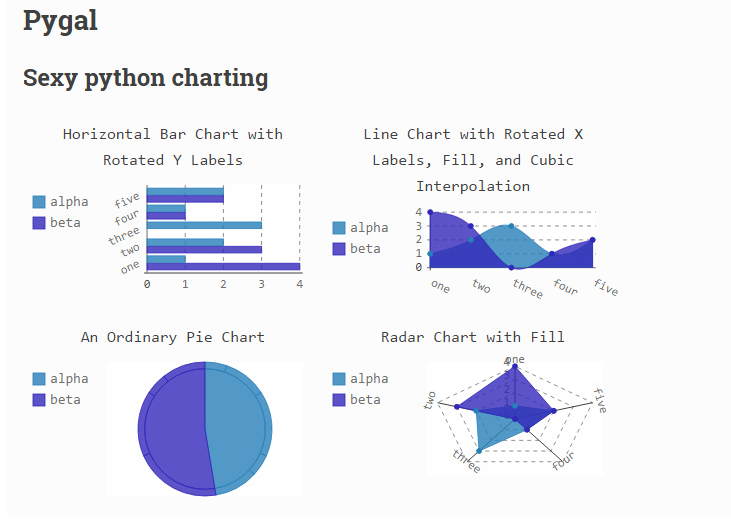 Pygal
Sexy python charting
Horizontal Bar Chart with
Rotated Y Labels
alpha
beta
five
four
three
two
one
0 1 2 3 4
Line Chart with Rotated X
Labels, Fill, and Cubic
Interpolation
alpha
beta
4
3
2
1
0
one two three four five
An Ordinary Pie Chart
alpha
beta
Radar Chart with Fill
alpha
beta
one
4
two
five
three
four